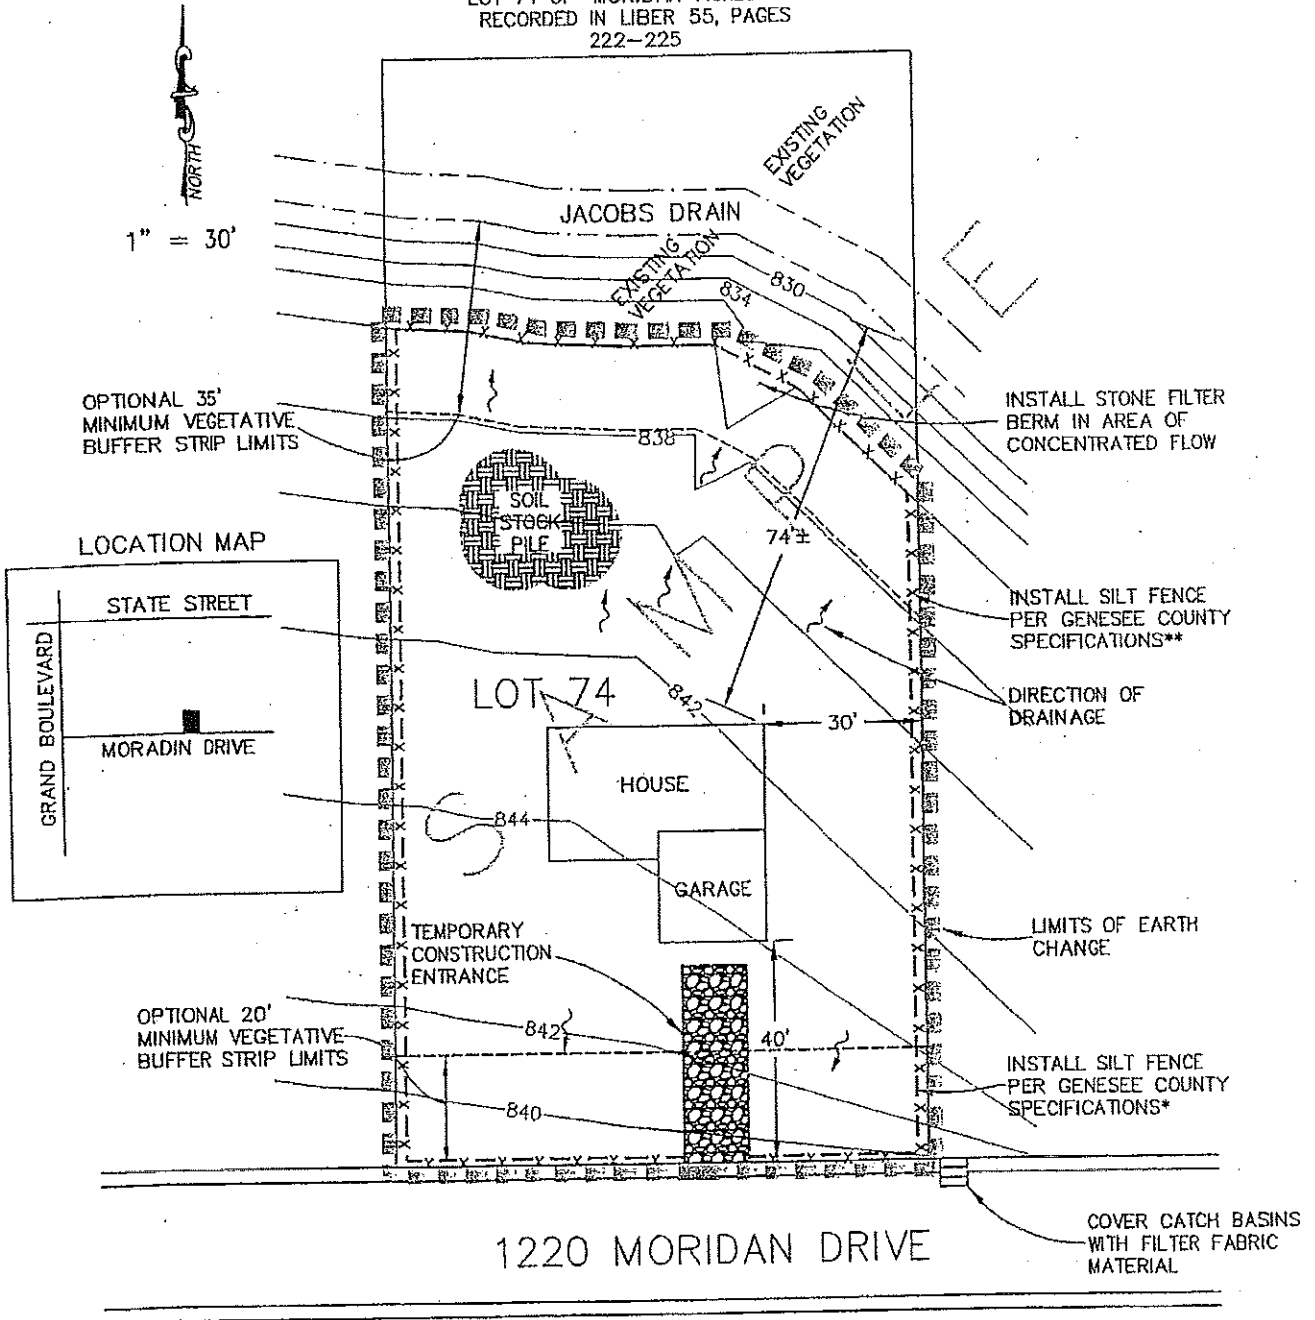 RECORDED IN LIBER 55, PAGES
222-225
NORTH
1" = 30'
EXISTING
VEGETATION
JACOBS DRAIN
EXISTING
VEGETATION
830
834
OPTIONAL 35'
MINIMUM VEGETATIVE
BUFFER STRIP LIMITS
INSTALL STONE FILTER
BERM IN AREA OF
CONCENTRATED FLOW
838
SOIL
STOCK
PILE
74'±
LOCATION MAP
STATE STREET
GRAND BOULEVARD
MORADIN DRIVE
INSTALL SILT FENCE
PER GENESEE COUNTY
SPECIFICATIONS**
DIRECTION OF
DRAINAGE
LOT 74
842
30'
HOUSE
844
GARAGE
SAMPLE
TEMPORARY
CONSTRUCTION
ENTRANCE
LIMITS OF EARTH
CHANGE
OPTIONAL 20'
MINIMUM VEGETATIVE
BUFFER STRIP LIMITS
842
40'
840
INSTALL SILT FENCE
PER GENESEE COUNTY
SPECIFICATIONS*
1220 MORIDAN DRIVE
COVER CATCH BASINS
WITH FILTER FABRIC
MATERIAL